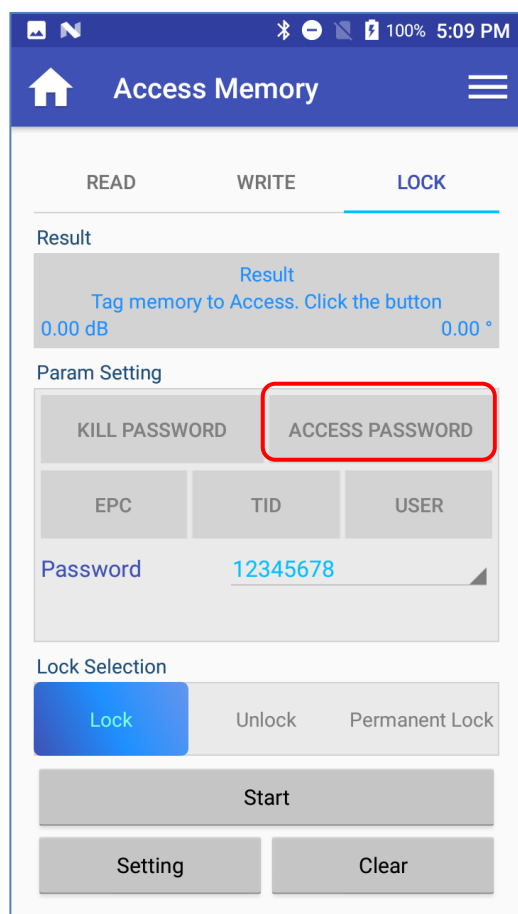 100% 5:09 PM
Access Memory
READ WRITE LOCK
Result
Result
Tag memory to Access. Click the button
0.00 dB 0.00 °
Param Setting
KILL PASSWORD ACCESS PASSWORD
EPC TID USER
Password 12345678
Lock Selection
Lock Unlock Permanent Lock
Start
Setting Clear